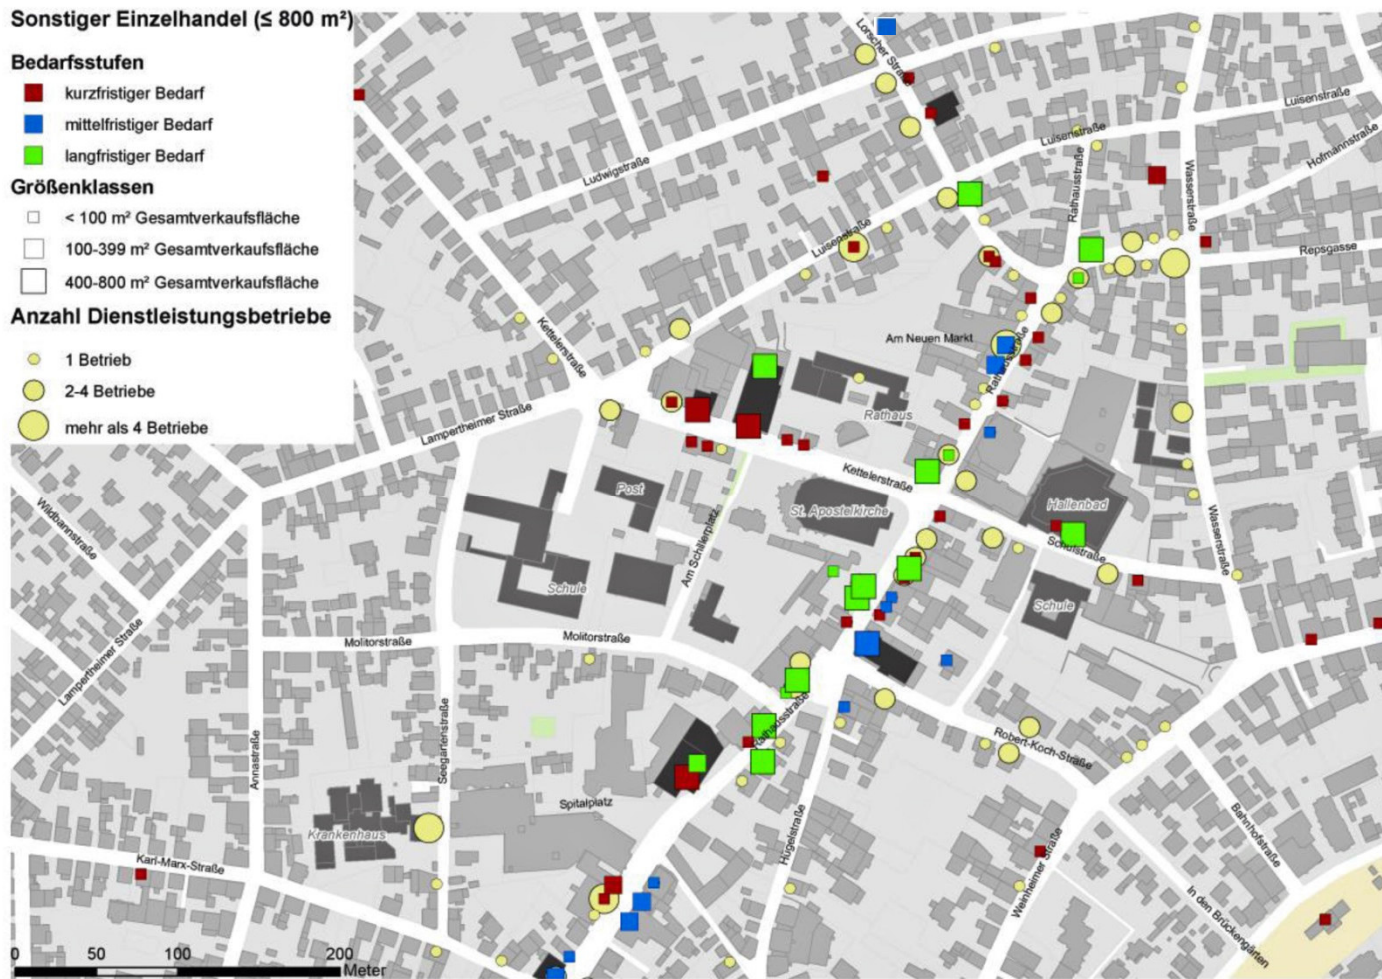 Sonstiger Einzelhandel (≤ 800 m²)
Bedarfsstufen
kurzfristiger Bedarf
mittelfristiger Bedarf
langfristiger Bedarf
Größenklassen
< 100 m² Gesamtverkaufsfläche
100-399 m² Gesamtverkaufsfläche
400-800 m² Gesamtverkaufsfläche
Anzahl Dienstleistungsbetriebe
1 Betrieb
2-4 Betriebe
mehr als 4 Betriebe
Lorscher Straße
Luisenstraße
Luisenstraße
Hofmannstraße
Ludwigstraße
Rathausstraße
Wasserstraße
Luisenstraße
Repsgasse
Kettelerstraße
Am Neuen Markt
Rathausstraße
Lampertheimer Straße
Rathaus
Kettelerstraße
Post
St. Apostelkirche
Hallenbad
Wildbannstraße
Am Schillerplatz
Schulstraße
Wasserstraße
Schule
Schule
Molitorstraße
Molitorstraße
Lampertheimer Straße
Annastraße
Seegartenstraße
Rathausstraße
Robert-Koch-Straße
Spitalplatz
Krankenhaus
Hügelstraße
Bahnhofstraße
Karl-Marx-Straße
Weinheimer Straße
In den Brückengärten
0 50 100 200
Meter